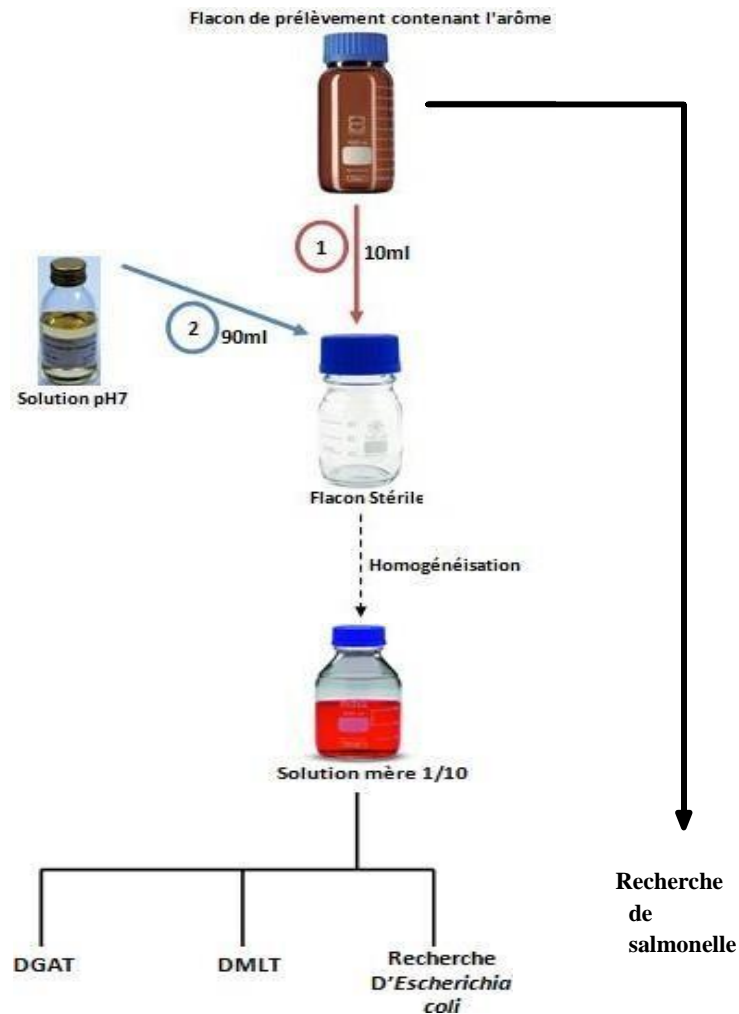 Flacon de prélèvement contenant l'arôme
1
10ml
2
90ml
Solution pH7
Flacon Stérile
Homogénéisation
Solution mère 1/10
Recherche
de
salmonelle
DGAT
DMLT
Recherche
D'Escherichia
coli